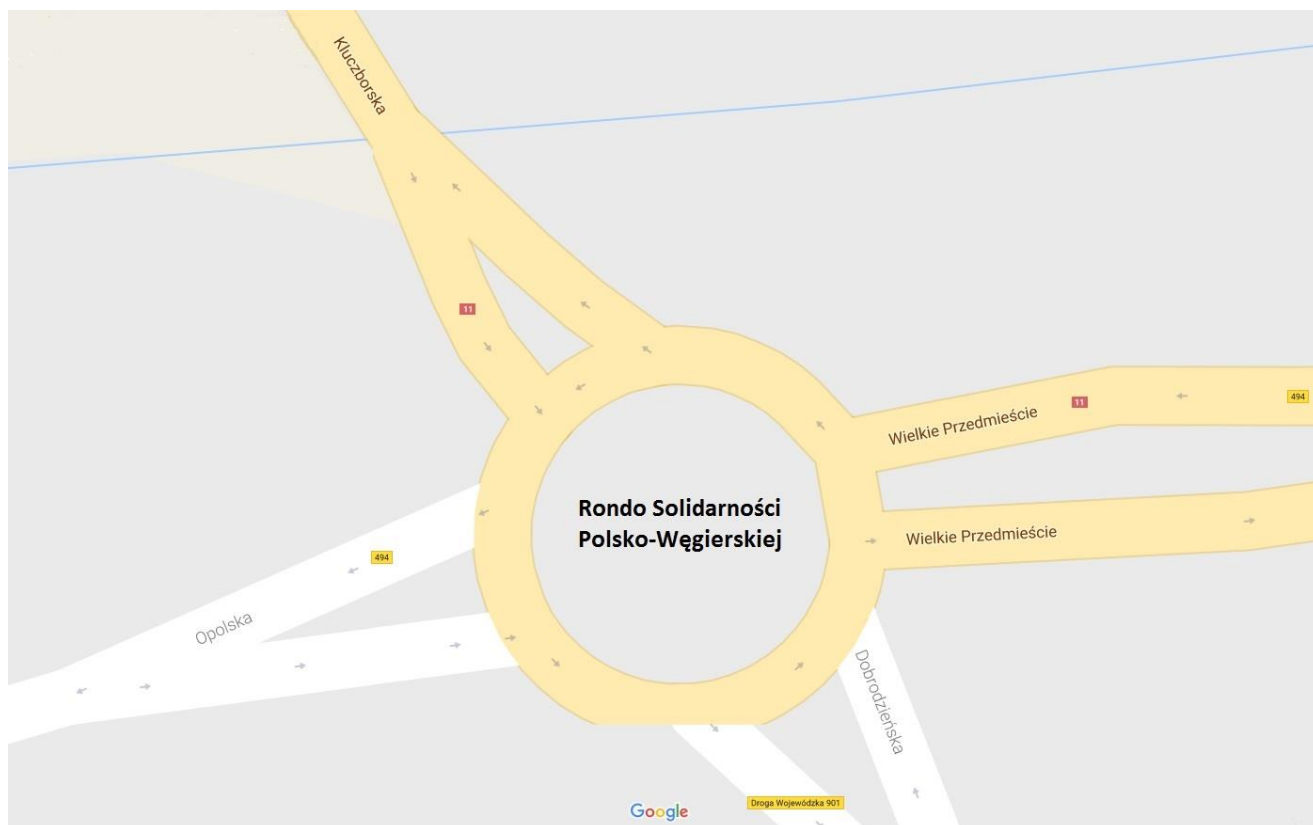 Kluczborska
11
Wielkie Przedmieście
11
494
Rondo Solidarności
Polsko-Węgierskiej
Wielkie Przedmieście
494
Opolska
Dobrodzieńska
Droga Wojewódzka 901
Google